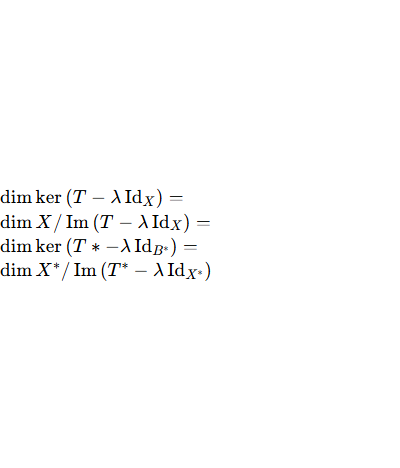 dim ker (T − λ Id_X) =
dim X/ Im (T − λ Id_X) =
dim ker (T ∗ −λ Id_{B*}) =
dim X*/ Im (T* − λ Id_{X*})